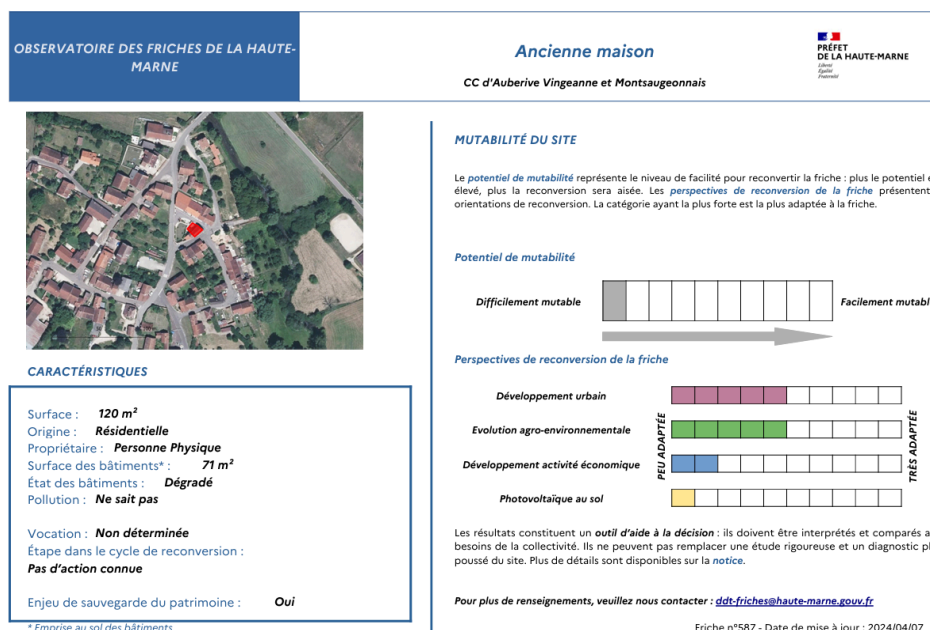 OBSERVATOIRE DES FRICHES DE LA HAUTE-
MARNE
Ancienne maison
CC d'Auberive Vingeanne et Montsaugeonnais
PRÉFET
DE LA HAUTE-MARNE
Liberté
Égalité
Fraternité
CARACTÉRISTIQUES
Surface : 120 m²
Origine : Résidentielle
Propriétaire : Personne Physique
Surface des bâtiments* : 71 m²
État des bâtiments : Dégradé
Pollution : Ne sait pas
Vocation : Non déterminée
Étape dans le cycle de reconversion :
Pas d'action connue
Enjeu de sauvegarde du patrimoine : Oui
* Emprise au sol des bâtiments
MUTABILITÉ DU SITE
Le potentiel de mutabilité représente le niveau de facilité pour reconvertir la friche : plus le potentiel e
élevé, plus la reconversion sera aisée. Les perspectives de reconversion de la friche présentent
orientations de reconversion. La catégorie ayant la plus forte est la plus adaptée à la friche.
Potentiel de mutabilité
Difficilement mutable
Facilement mutabl
Perspectives de reconversion de la friche
Développement urbain
Evolution agro-environnementale
Développement activité économique
Photovoltaïque au sol
PEU ADAPTÉE
TRÈS ADAPTÉE
Les résultats constituent un outil d'aide à la décision : ils doivent être interprétés et comparés a
besoins de la collectivité. Ils ne peuvent pas remplacer une étude rigoureuse et un diagnostic pl
poussé du site. Plus de détails sont disponibles sur la notice.
Pour plus de renseignements, veuillez nous contacter : ddt-friches@haute-marne.gouv.fr
Friche n°587 - Date de mise à jour : 2024/04/07